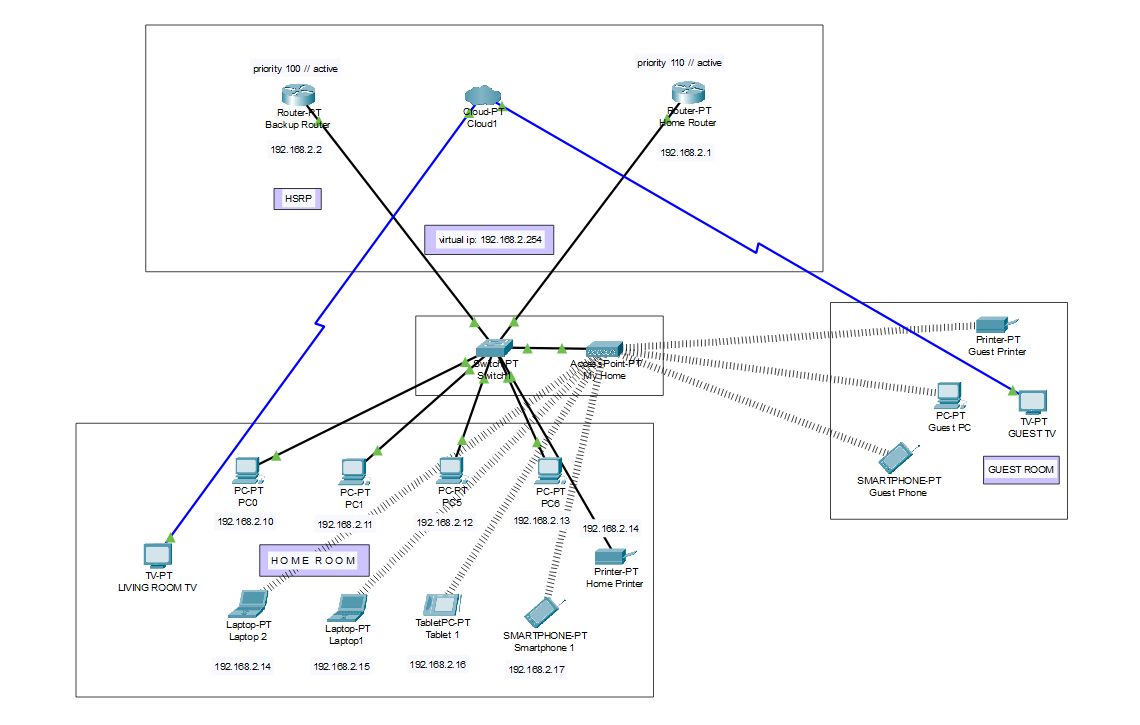 priority 100 // active
priority 110 // active
Router-PT
Backup Router
192.168.2.2
Cloud-PT
Cloud1
Router-PT
Home Router
192.168.2.1
HSRP
virtual ip: 192.168.2.254
Switch-PT
Switch1
AccessPoint-PT
My Home
Printer-PT
Guest Printer
PC-PT
Guest PC
TV-PT
GUEST TV
SMARTPHONE-PT
Guest Phone
GUEST ROOM
PC-PT
PC0
192.168.2.10
PC-PT
PC1
192.168.2.11
PC-PT
PC5
192.168.2.12
PC-PT
PC6
192.168.2.13
192.168.2.14
Printer-PT
Home Printer
TV-PT
LIVING ROOM TV
H O M E R O O M
Laptop-PT
Laptop 2
192.168.2.14
Laptop-PT
Laptop1
192.168.2.15
TabletPC-PT
Tablet 1
192.168.2.16
SMARTPHONE-PT
Smartphone 1
192.168.2.17